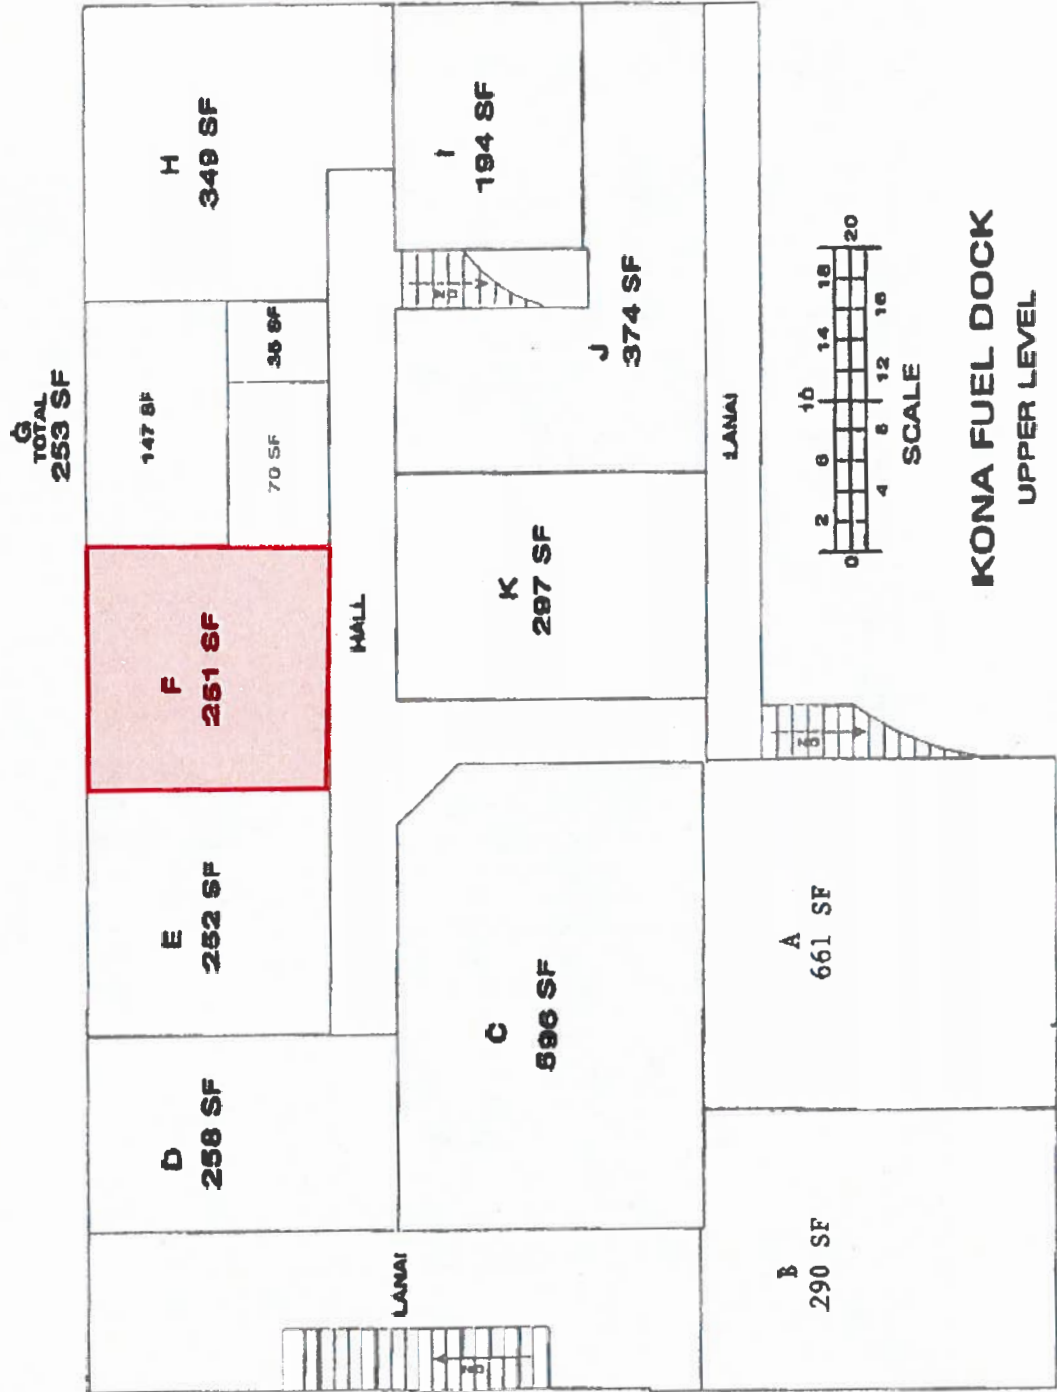 G
TOTAL
253 SF
D
258 SF
E
252 SF
F
251 SF
147 SF
70 SF
36 SF
H
349 SF
HALL
LANAI
C
596 SF
K
297 SF
J
374 SF
I
194 SF
LANAI
B
290 SF
A
661 SF
2 6 10 14 18
0 20
4 8 12 16
SCALE
KONA FUEL DOCK
UPPER LEVEL